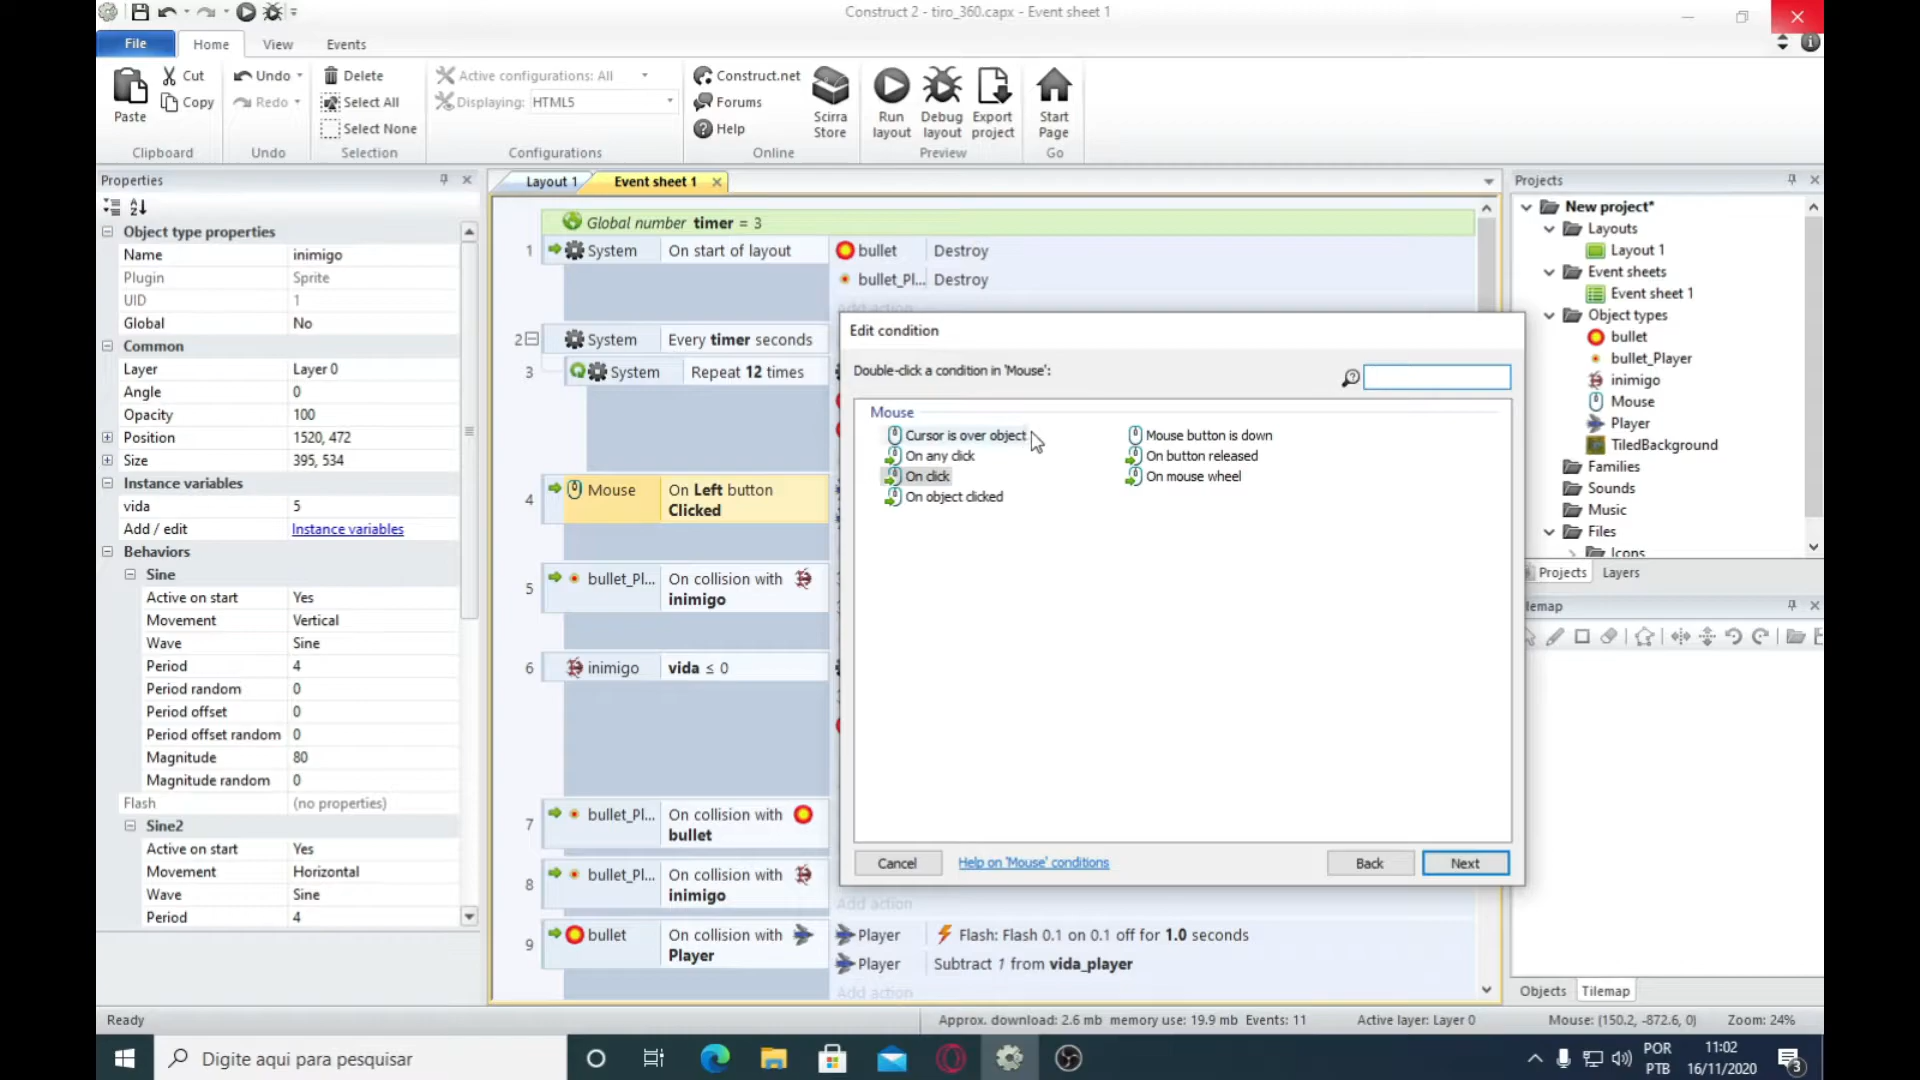 Construct 2 - tiro_360.capx - Event sheet 1
File
Home
View
Events
Paste
Cut
Copy
Clipboard
Undo
Redo
Undo
Delete
Select All
Select None
Selection
Active configurations: All
Displaying: HTML5
Configurations
Construct.net
Forums
Help
Scirra Store
Online
Run layout
Debug layout
Export project
Preview
Start Page
Go
Properties
Object type properties
Name inimigo
Plugin Sprite
UID 1
Global No
Common
Layer Layer 0
Angle 0
Opacity 100
Position 1520, 472
Size 395, 534
Instance variables
vida 5
Add / edit Instance variables
Behaviors
Sine
Active on start Yes
Movement Vertical
Wave Sine
Period 4
Period random 0
Period offset 0
Period offset random 0
Magnitude 80
Magnitude random 0
Flash (no properties)
Sine2
Active on start Yes
Movement Horizontal
Wave Sine
Period 4
Layout 1
Event sheet 1
Global number timer = 3
1 System On start of layout bullet Destroy
bullet_Pl... Destroy
Add action
2 System Every timer seconds
3 System Repeat 12 times
4 Mouse On Left button
Clicked
5 bullet_Pl... On collision with
inimigo
6 inimigo vida ≤ 0
7 bullet_Pl... On collision with
bullet
8 bullet_Pl... On collision with
inimigo
Add action
9 bullet On collision with
Player
Player Flash: Flash 0.1 on 0.1 off for 1.0 seconds
Player Subtract 1 from vida_player
Add action
Edit condition
Double-click a condition in 'Mouse':
Mouse
Cursor is over object
On any click
On click
On object clicked
Mouse button is down
On button released
On mouse wheel
Cancel
Help on 'Mouse' conditions
Back
Next
Projects
New project*
Layouts
Layout 1
Event sheets
Event sheet 1
Object types
bullet
bullet_Player
inimigo
Mouse
Player
TiledBackground
Families
Sounds
Music
Files
Icons
Projects
Layers
lemap
Objects
Tilemap
Ready
Approx. download: 2.6 mb memory use: 19.9 mb Events: 11
Active layer: Layer 0
Mouse: (150.2, -872.6, 0)
Zoom: 24%
Digite aqui para pesquisar
POR
PTB
11:02
16/11/2020
3